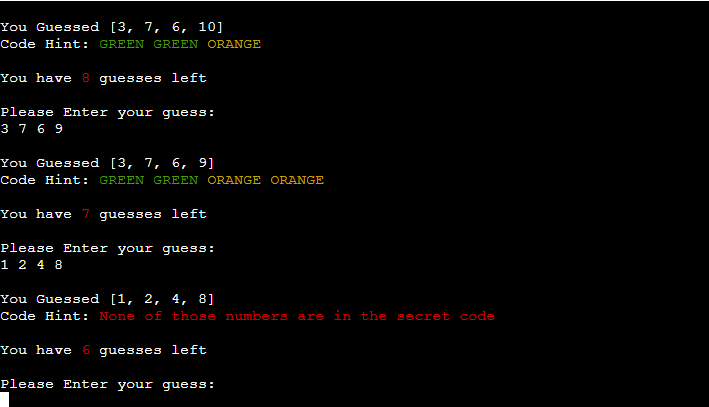 You Guessed [3, 7, 6, 10]
Code Hint: GREEN GREEN ORANGE
You have 8 guesses left
Please Enter your guess:
3 7 6 9
You Guessed [3, 7, 6, 9]
Code Hint: GREEN GREEN ORANGE ORANGE
You have 7 guesses left
Please Enter your guess:
1 2 4 8
You Guessed [1, 2, 4, 8]
Code Hint: None of those numbers are in the secret code
You have 6 guesses left
Please Enter your guess: